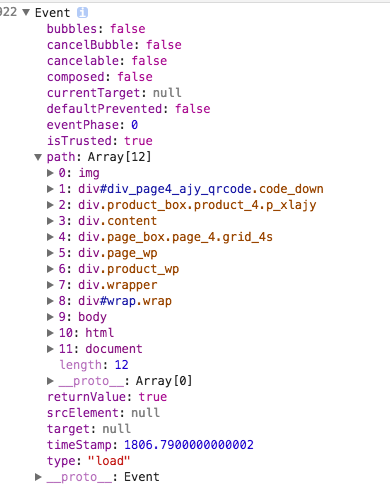 922 ▼ Event i
bubbles: false
cancelBubble: false
cancelable: false
composed: false
currentTarget: null
defaultPrevented: false
eventPhase: 0
isTrusted: true
▼ path: Array[12]
▶ 0: img
▶ 1: div#div_page4_ajy_qrcode.code_down
▶ 2: div.product_box.product_4.p_xlajy
▶ 3: div.content
▶ 4: div.page_box.page_4.grid_4s
▶ 5: div.page_wp
▶ 6: div.product_wp
▶ 7: div.wrapper
▶ 8: div#wrap.wrap
▶ 9: body
▶ 10: html
▶ 11: document
length: 12
▶ __proto__: Array[0]
returnValue: true
srcElement: null
target: null
timeStamp: 1806.7900000000002
type: "load"
▶ __proto__: Event